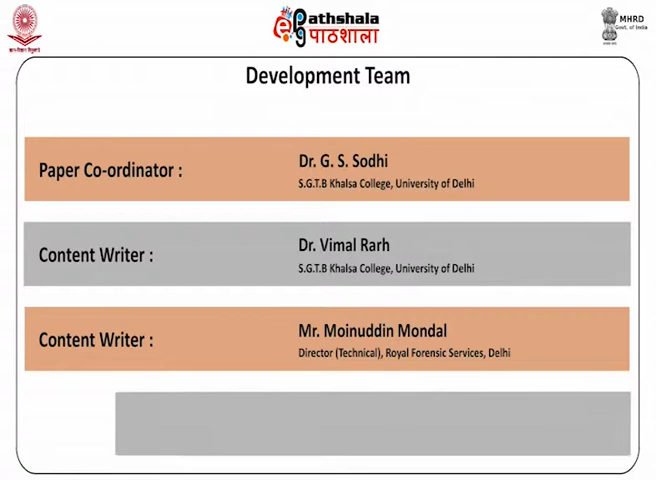 ePG Pathshala
पाठशाला
ज्ञान-विज्ञान विमुक्तये
MHRD
Govt. of India
Development Team
Paper Co-ordinator :
Dr. G. S. Sodhi
S.G.T.B Khalsa College, University of Delhi
Content Writer :
Dr. Vimal Rarh
S.G.T.B Khalsa College, University of Delhi
Content Writer :
Mr. Moinuddin Mondal
Director (Technical), Royal Forensic Services, Delhi